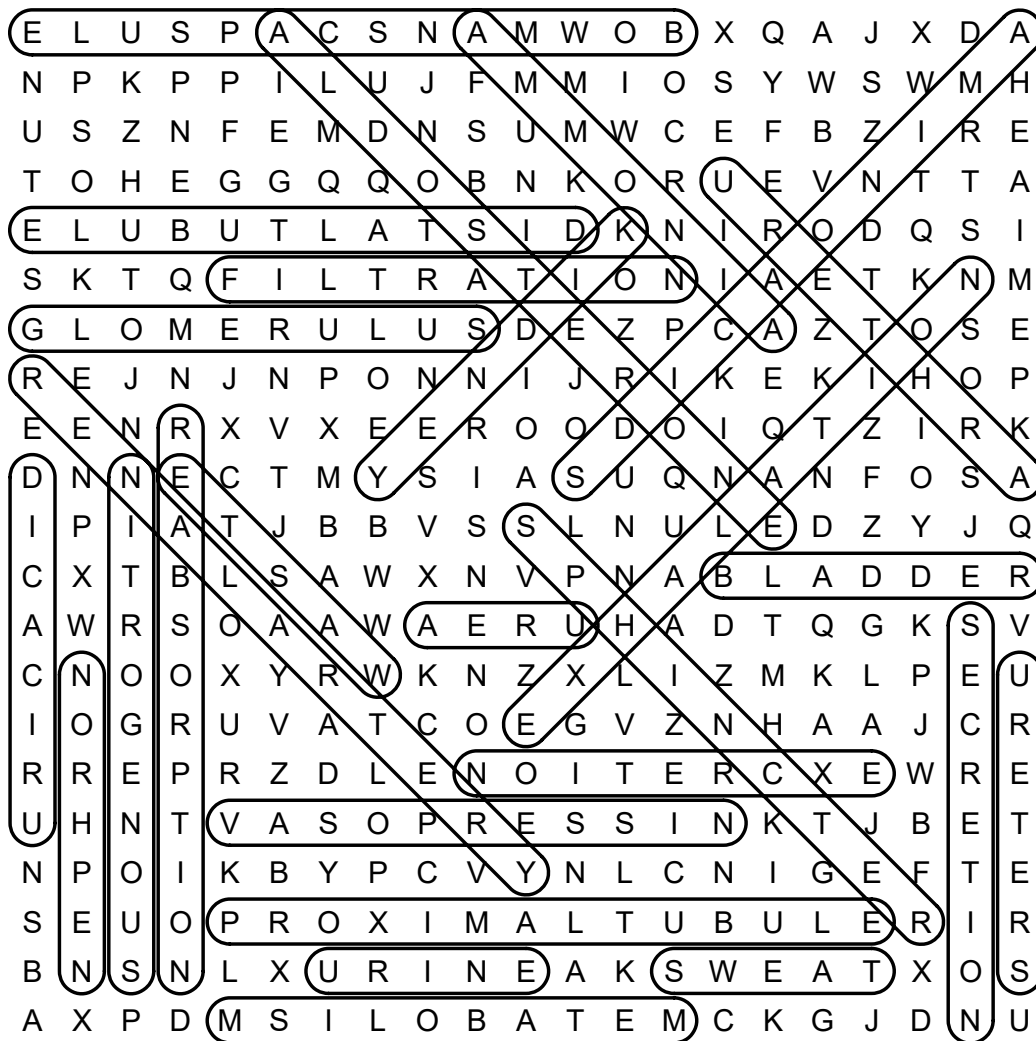 E L U S P A C S N A M W O B X Q A J X D A
N P K P P I L U J F M M I O S Y W S W M H
U S Z N F E M D N S U M W C E F B Z I R E
T O H E G G Q Q O B N K O R U E V N T T A
E L U B U T L A T S I D K N I R O D Q S I
S K T Q F I L T R A T I O N I A E T K N M
G L O M E R U L U S D E Z P C A Z T O S E
R E J N J N P O N N I J R I K E K I H O P
E E N R X V X E E R O O D O I Q T Z I R K
D N N E C T M Y S I A S U Q N A N F O S A
I P I A T J B B V S S L N U L E D Z Y J Q
C X T B L S A W X N V P N A B L A D D E R
A W R S O A A W A E R U H A D T Q G K S V
C N O O X Y R W K N Z X L I Z M K L P E U
I O G R U V A T C O E G V Z N H A A J C R
R R E P R Z D L E N O I T E R C X E W R E
U H N T V A S O P R E S S I N K T J B E T
N P O I K B Y P C V Y N L C N I G E F T E
S E U O P R O X I M A L T U B U L E R I R
B N S N L X U R I N E A K S W E A T X O S
A X P D M S I L O B A T E M C K G J D N U